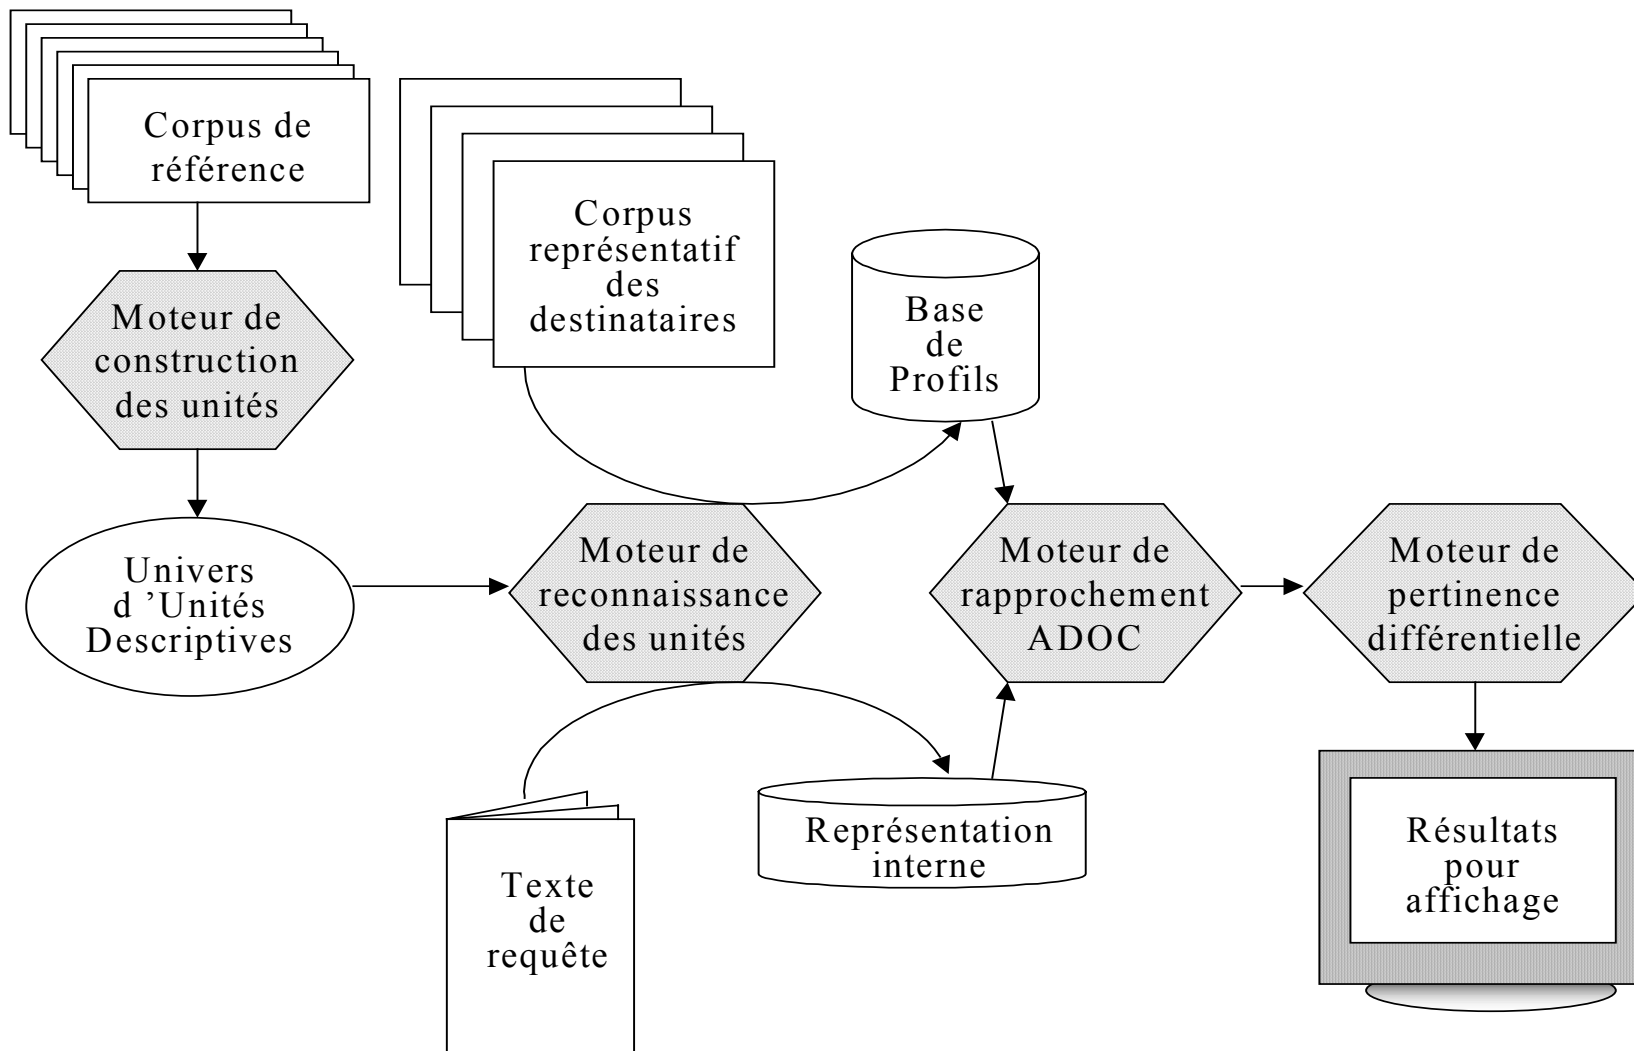 Corpus de
référence
Corpus
représentatif
des
destinataires
Moteur de
construction
des unités
Base
de
Profils
Univers
d ’Unités
Descriptives
Moteur de
reconnaissance
des unités
Moteur de
rapprochement
ADOC
Moteur de
pertinence
différentielle
Texte
de
requête
Représentation
interne
Résultats
pour
affichage